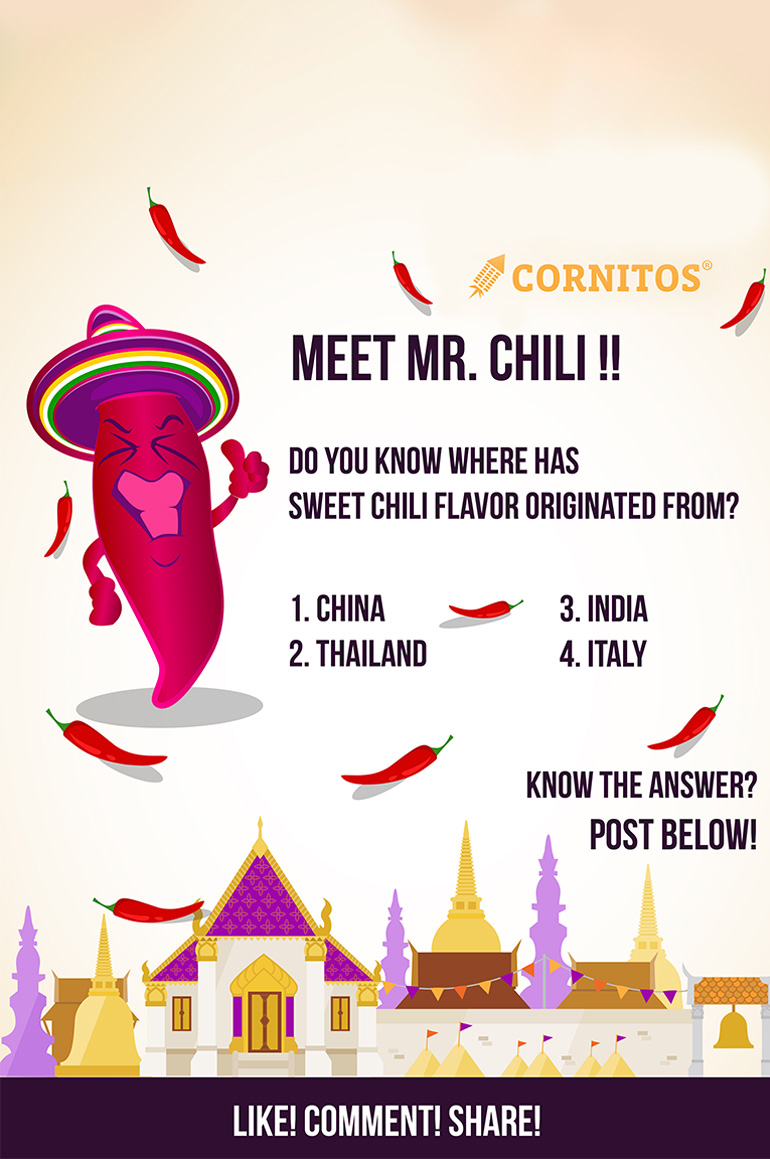 CORNITOS®
MEET MR. CHILI !!
DO YOU KNOW WHERE HAS
SWEET CHILI FLAVOR ORIGINATED FROM?
1. CHINA
2. THAILAND
3. INDIA
4. ITALY
KNOW THE ANSWER?
POST BELOW!
LIKE! COMMENT! SHARE!